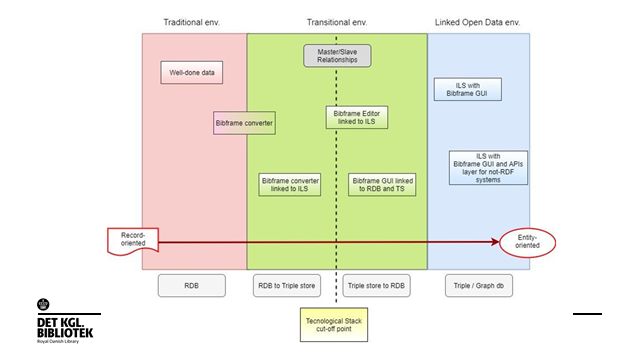 Traditional env.
Transitional env.
Linked Open Data env.
Master/Slave
Relationships
Well-done data
ILS with
Bibframe GUI
Bibframe converter
Bibframe Editor
linked to ILS
ILS with
Bibframe GUI and APIs
layer for not-RDF
systems
Bibframe converter
linked to ILS
Bibframe GUI linked
to RDB and TS
Record-
oriented
Entity-
oriented
RDB
RDB to Triple store
Triple store to RDB
Triple / Graph db
Tecnological Stack
cut-off point
DET KGL.
BIBLIOTEK
Royal Danish Library